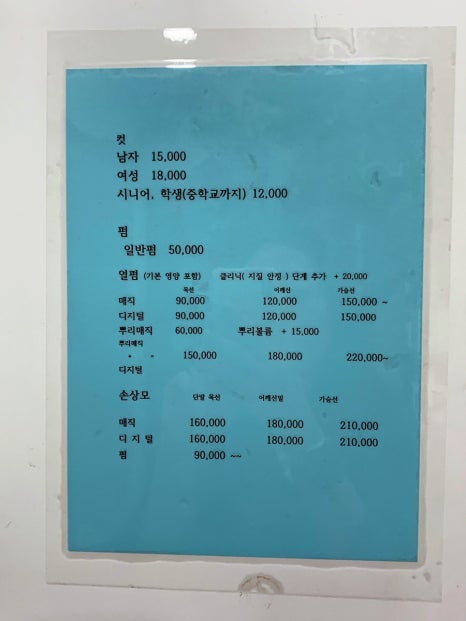 컷
남자 15,000
여성 18,000
시니어, 학생(중학교까지) 12,000
펌
일반펌 50,000
열펌 (기본 영양 포함) 클리닉( 지질 안정 ) 단계 추가 + 20,000
목선 어깨선 가슴선
매직 90,000 120,000 150,000 ~
디지털 90,000 120,000 150,000
뿌리매직 60,000 뿌리볼륨 + 15,000
뿌리매직
+ + 150,000 180,000 220,000~
디지털
손상모 단발 목선 어깨선밑 가슴선
매직 160,000 180,000 210,000
디 지 털 160,000 180,000 210,000
펌 90,000 ~~